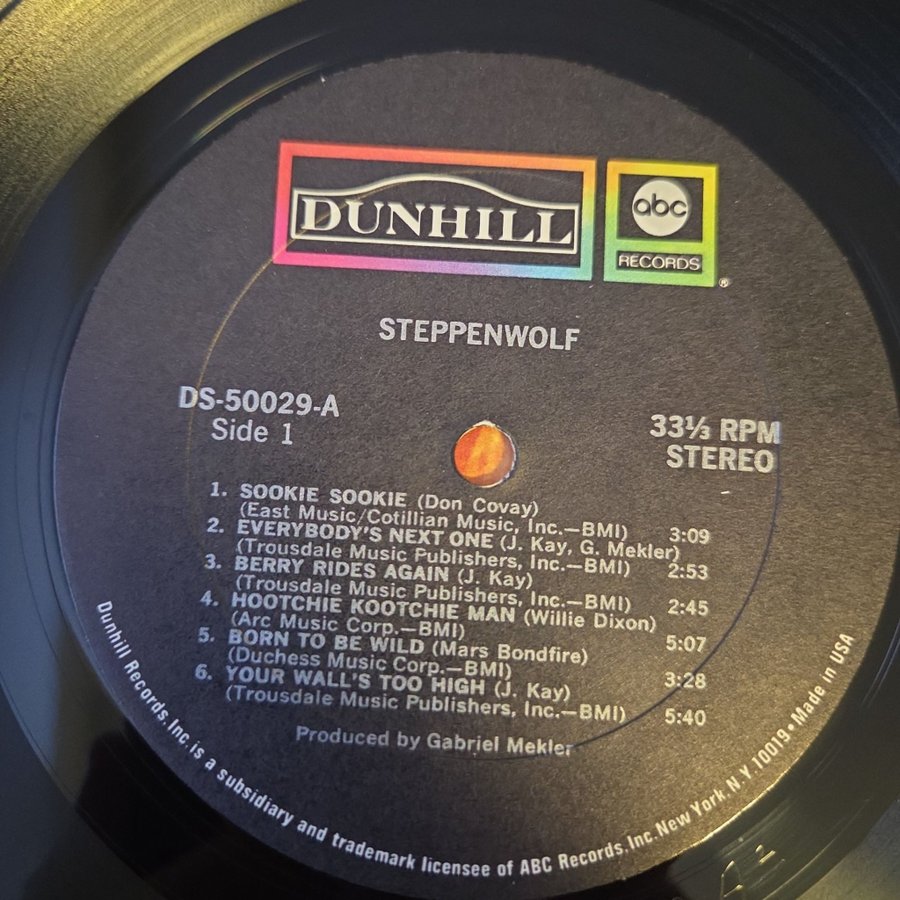 DUNHILL
abc
RECORDS
®
STEPPENWOLF
DS-50029-A
Side 1
33⅓ RPM
STEREO
1. SOOKIE SOOKIE (Don Covay)
(East Music/Cotillian Music, Inc.—BMI) 3:09
2. EVERYBODY'S NEXT ONE (J. Kay, G. Mekler)
(Trousdale Music Publishers, Inc.—BMI) 2:53
3. BERRY RIDES AGAIN (J. Kay)
(Trousdale Music Publishers, Inc.—BMI) 2:45
4. HOOTCHIE KOOTCHIE MAN (Willie Dixon)
(Arc Music Corp.—BMI) 5:07
5. BORN TO BE WILD (Mars Bondfire)
(Duchess Music Corp.—BMI) 3:28
6. YOUR WALL'S TOO HIGH (J. Kay)
(Trousdale Music Publishers, Inc.—BMI) 5:40
Produced by Gabriel Mekler
Dunhill Records, Inc. is a subsidiary and trademark licensee of ABC Records, Inc. New York, N.Y. 10019 • Made in USA